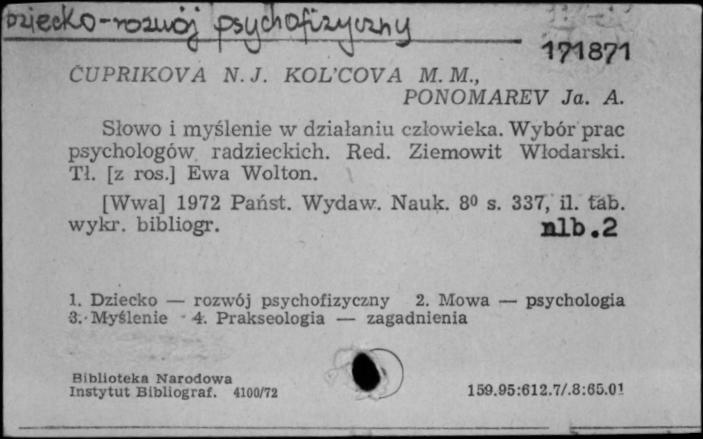 Dziecko-rozwój psychofizyczny
171871
ČUPRIKOVA N. J. KOL'COVA M. M.,
PONOMAREV Ja. A.
Słowo i myślenie w działaniu człowieka. Wybór prac
psychologów radzieckich. Red. Ziemowit Włodarski.
Tł. [z ros.] Ewa Wolton.
[Wwa] 1972 Państ. Wydaw. Nauk. 8⁰ s. 337, il. tab.
wykr. bibliogr.
nlb.2
1. Dziecko — rozwój psychofizyczny 2. Mowa — psychologia
3. Myślenie 4. Prakseologia — zagadnienia
Biblioteka Narodowa
Instytut Bibliograf. 4100/72
159.95:612.7/.8:65.01